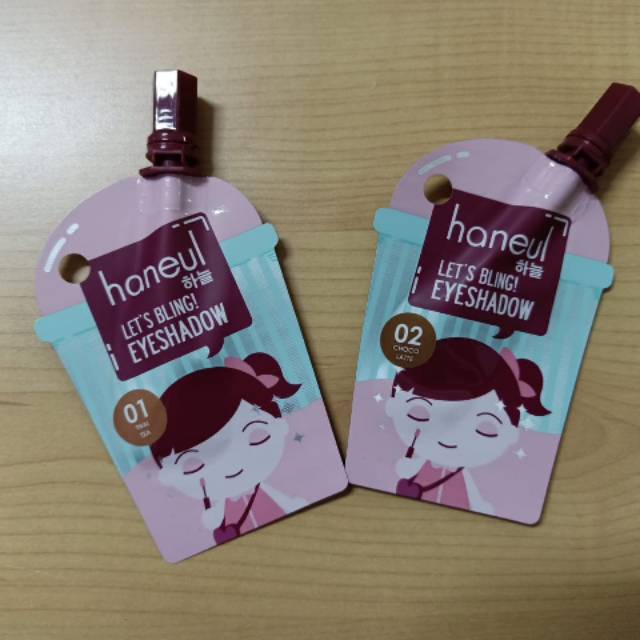 haneul
하늘
LET'S BLING!
EYESHADOW
01
THAI
TEA
haneul
하늘
LET'S BLING!
EYESHADOW
02
CHOCO
LATTE